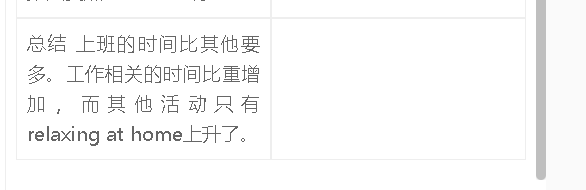 总结 上班的时间比其他要
多。工作相关的时间比重增
加，而其他活动只有
relaxing at home上升了。